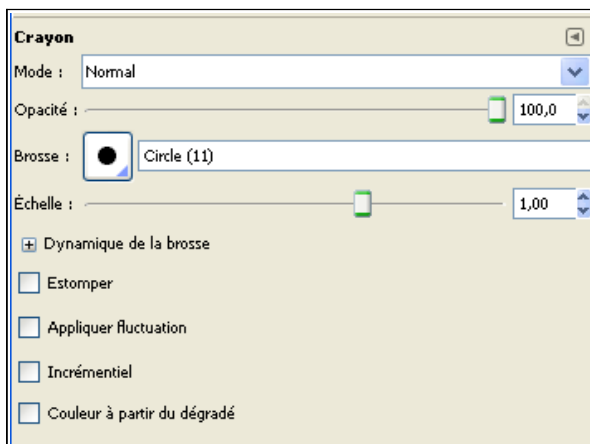 Crayon
Mode : Normal
Opacité : 100,0
Brosse : Circle (11)
Échelle : 1,00
Dynamique de la brosse
Estomper
Appliquer fluctuation
Incrémentiel
Couleur à partir du dégradé